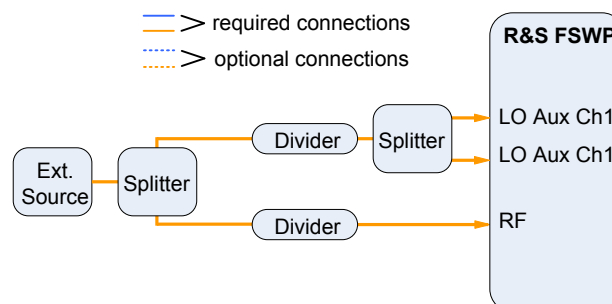 required connections
optional connections
R&S FSWP
LO Aux Ch1
LO Aux Ch1
RF
Divider
Splitter
Ext.
Source
Splitter
Divider